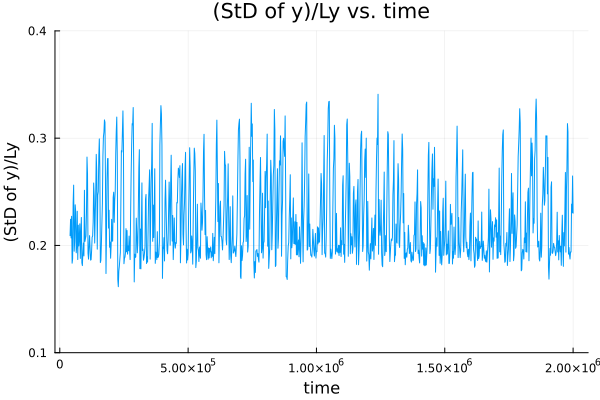 (StD of y)/Ly vs. time
(StD of y)/Ly
0.4
0.3
0.2
0.1
0 5.00×10⁵ 1.00×10⁶ 1.50×10⁶ 2.00×10⁶
time